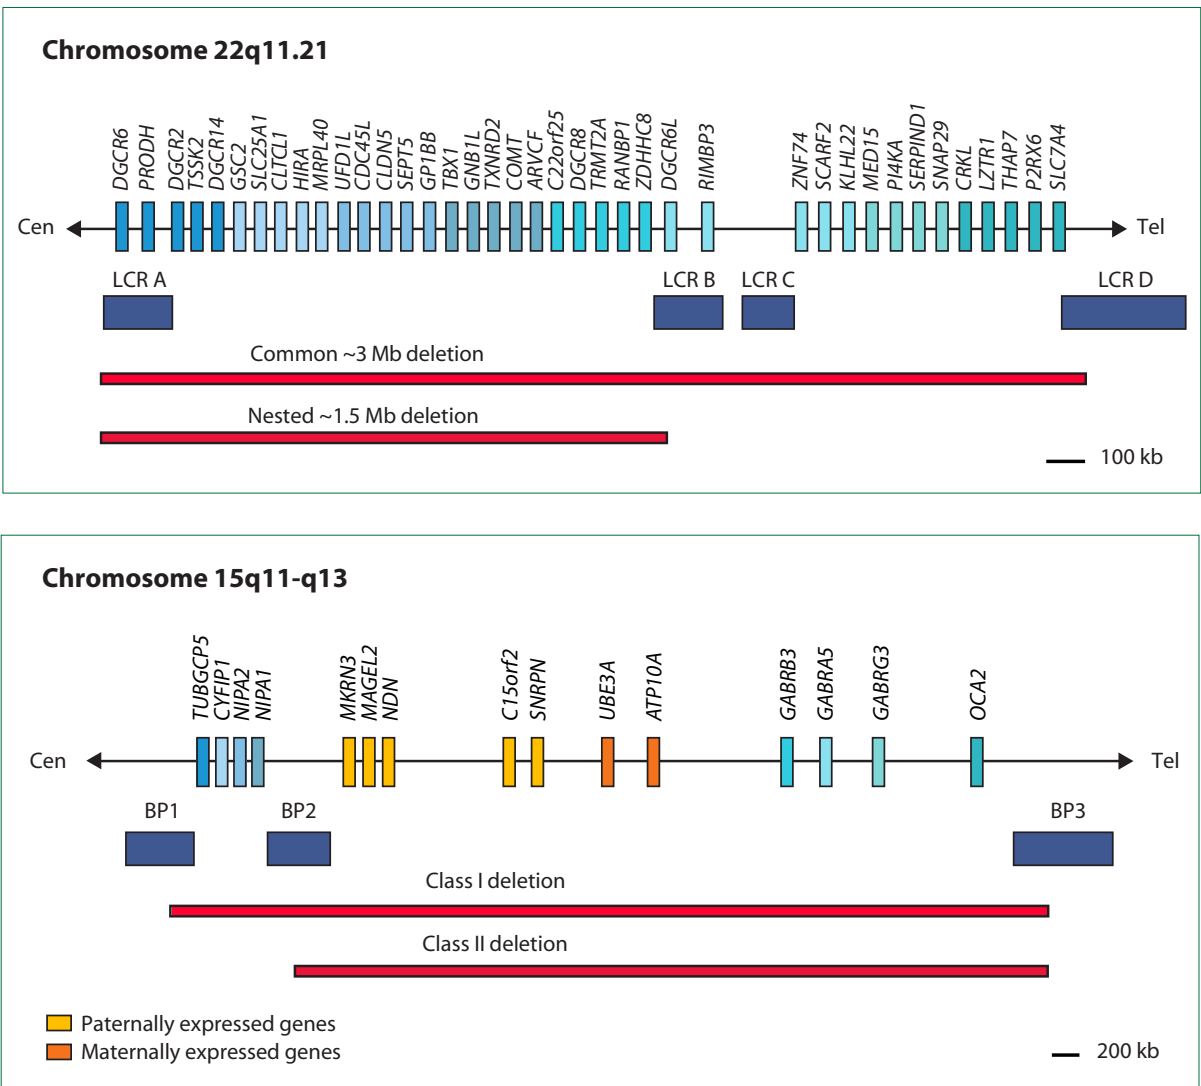 Chromosome 22q11.21
DGCR6
PRODH
DGCR2
TSSK2
DGCR14
GSC2
SLC25A1
CLTCL1
HIRA
MRPL40
UFD1L
CDC45L
CLDN5
SEPT5
GP1BB
TBX1
GNB1L
TXNRD2
COMT
ARVCF
C22orf25
DGCR8
TRMT2A
RANBP1
ZDHHC8
DGCR6L
RIMBP3
ZNF74
SCARF2
KLHL22
MED15
PI4KA
SERPIND1
SNAP29
CRKL
LZTR1
THAP7
P2RX6
SLC7A4
Cen
Tel
LCR A
LCR B
LCR C
LCR D
Common ~3 Mb deletion
Nested ~1.5 Mb deletion
100 kb
Chromosome 15q11-q13
TUBGCP5
CYFIP1
NIPA2
NIPA1
MKRN3
MAGEL2
NDN
C15orf2
SNRPN
UBE3A
ATP10A
GABRB3
GABRA5
GABRG3
OCA2
Cen
Tel
BP1
BP2
BP3
Class I deletion
Class II deletion
Paternally expressed genes
Maternally expressed genes
200 kb